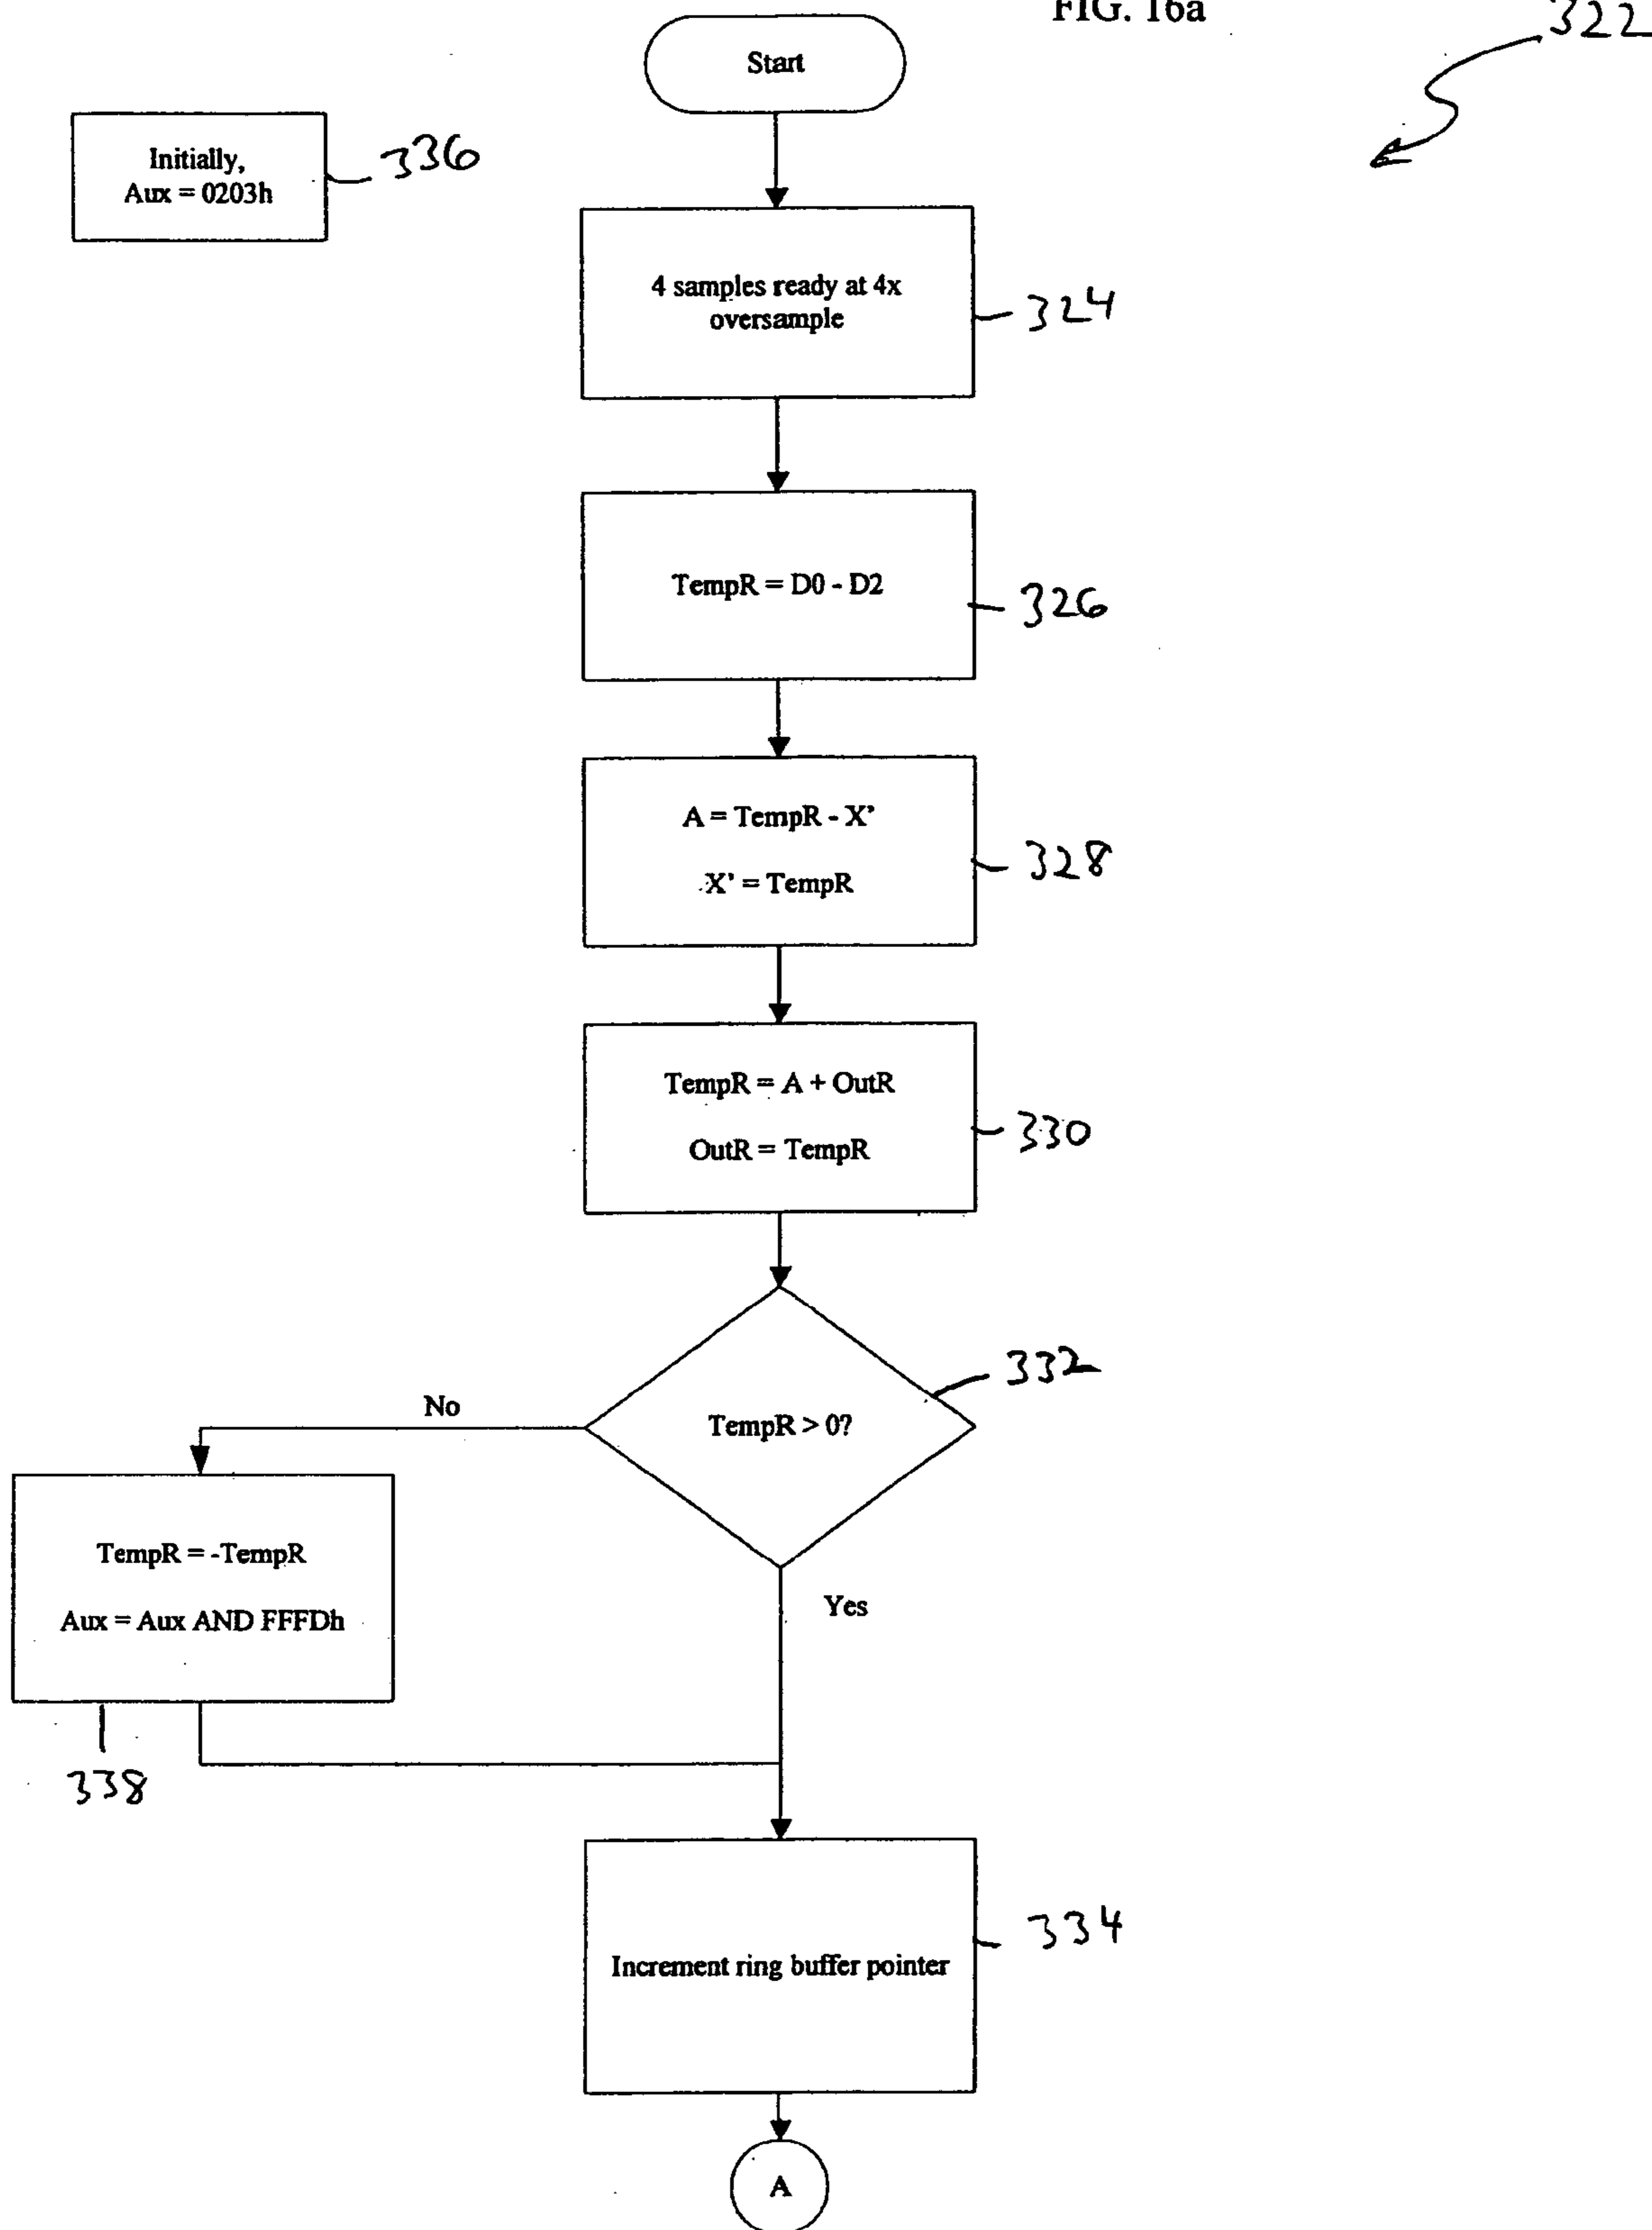 FIG. 16a
322
Start
Initially,
Aux = 0203h
336
4 samples ready at 4x
oversample
324
TempR = D0 - D2
326
A = TempR - X'
X' = TempR
328
TempR = A + OutR
OutR = TempR
330
332
TempR > 0?
No
TempR = -TempR
Aux = Aux AND FFFDh
Yes
338
Increment ring buffer pointer
334
A